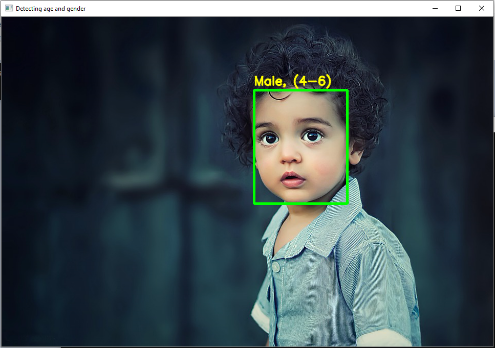 Detecting age and gender
Male, (4-6)